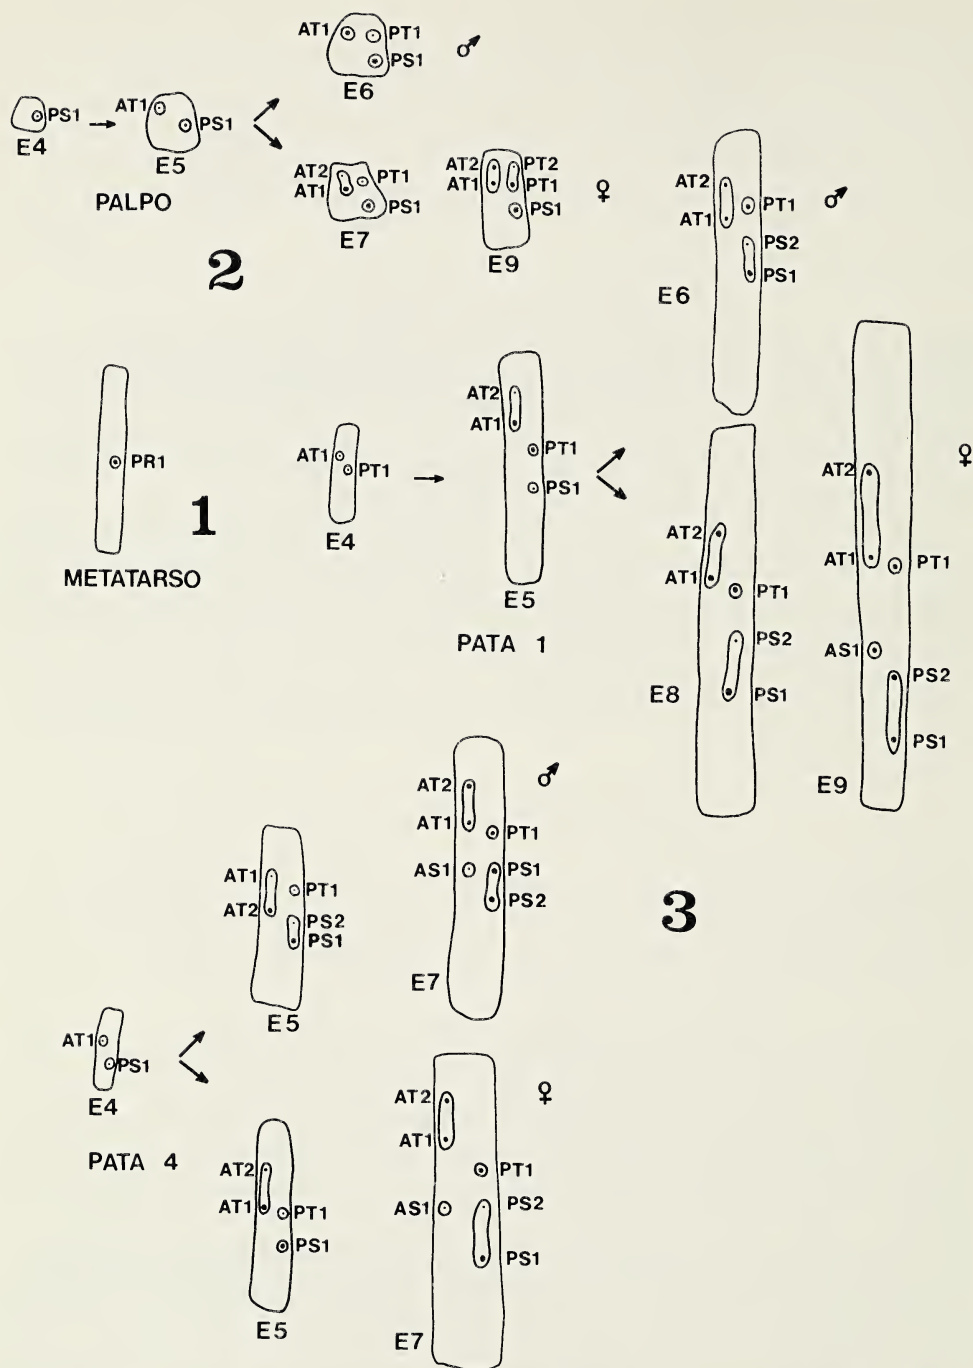 AT1 PT1 ♂
PS1
E6
PS1
E4
AT1
PS1
E5
PALPO
AT2
AT1 PT1
PS1
E7
AT2 PT2
AT1 PT1
PS1
E9
♀
2
AT2
AT1 PT1 ♂
PS2
PS1
E6
PR1
METATARSO
1
AT1
PT1
E4
AT2
AT1
PT1
PS1
E5
PATA 1
AT2
AT1
PT1
PS2
PS1
E8
♀
AT2
AT1 PT1
AS1
PS2
PS1
E9
3
AT1
PS1
E4
PATA 4
AT1 PT1
AT2
PS2
PS1
E5
AT2 ♂
AT1
PT1
AS1 PS1
PS2
E7
AT2
AT1 PT1
PS1
E5
AT2 ♀
AT1
PT1
AS1 PS2
PS1
E7